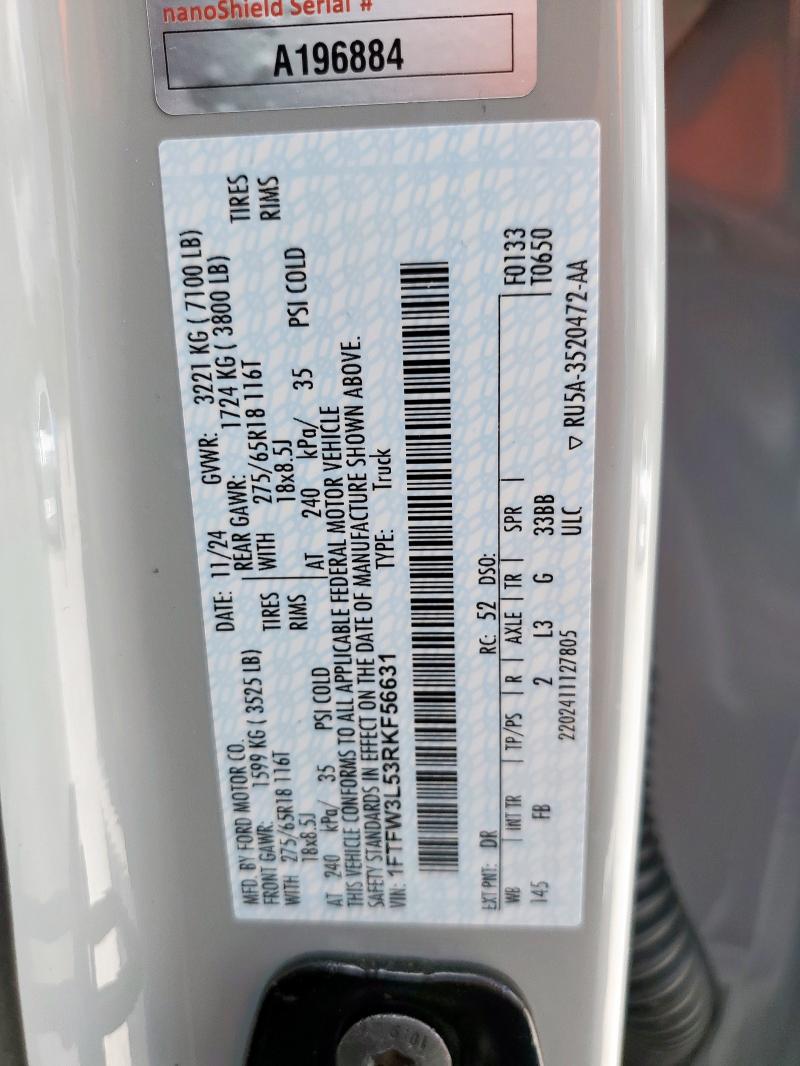 nanoShield Serial #
A196884
MFD. BY FORD MOTOR CO.
DATE: 11/24 GVWR: 3221 KG ( 7100 LB)
FRONT GAWR: 1599 KG ( 3525 LB)
REAR GAWR: 1724 KG ( 3800 LB)
WITH 275/65R18 116T TIRES
WITH 275/65R18 116T TIRES
18x8.5J RIMS
18x8.5J RIMS
AT 240 kPa/ 35 PSI COLD
AT 240 kPa/ 35 PSI COLD
THIS VEHICLE CONFORMS TO ALL APPLICABLE FEDERAL MOTOR VEHICLE
SAFETY STANDARDS IN EFFECT ON THE DATE OF MANUFACTURE SHOWN ABOVE.
VIN: 1FTFW3L53RKF56631 TYPE: Truck
EXT PNT: DR RC: 52 DSO:
WB INT TR TP/PS R AXLE TR SPR F0133
145 FB 2 L3 G 33BB T0650
2202411127805 ULC
▽ RU5A-3520472-AA